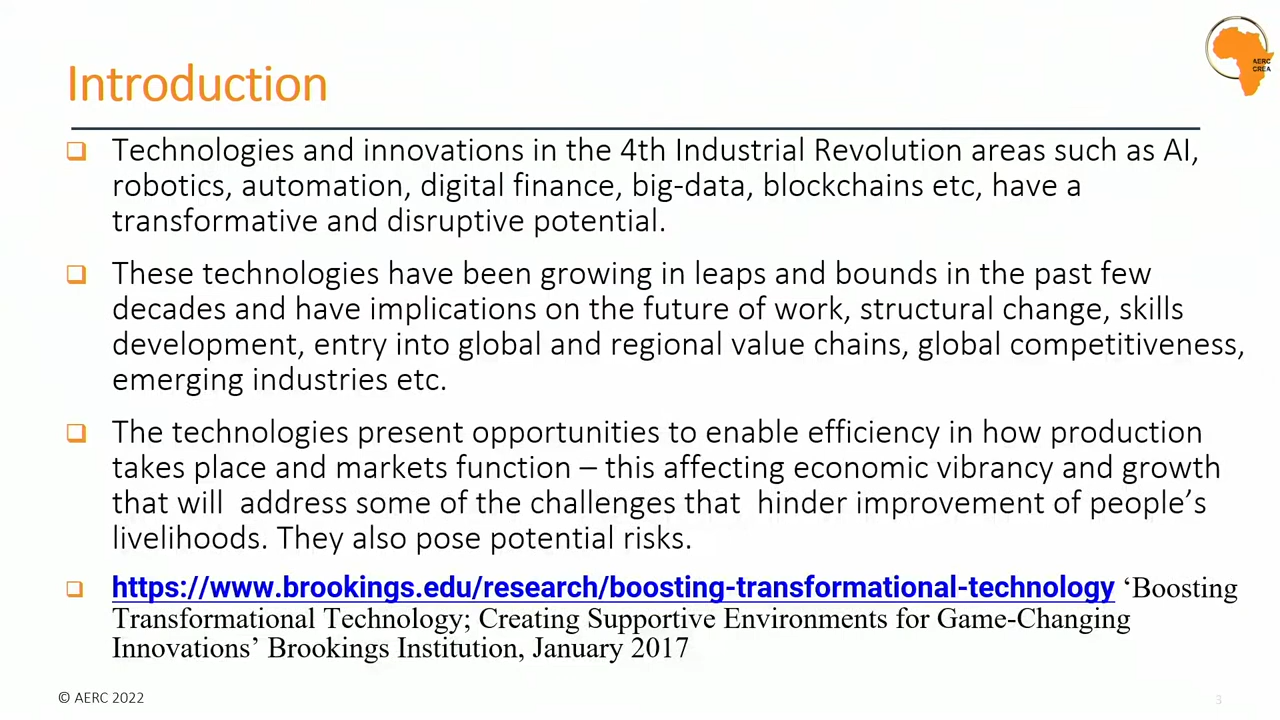 AERC
CREA
Introduction
Technologies and innovations in the 4th Industrial Revolution areas such as AI,
robotics, automation, digital finance, big-data, blockchains etc, have a
transformative and disruptive potential.
These technologies have been growing in leaps and bounds in the past few
decades and have implications on the future of work, structural change, skills
development, entry into global and regional value chains, global competitiveness,
emerging industries etc.
The technologies present opportunities to enable efficiency in how production
takes place and markets function – this affecting economic vibrancy and growth
that will  address some of the challenges that  hinder improvement of people’s
livelihoods. They also pose potential risks.
https://www.brookings.edu/research/boosting-transformational-technology ‘Boosting
Transformational Technology; Creating Supportive Environments for Game-Changing
Innovations’ Brookings Institution, January 2017
© AERC 2022
3